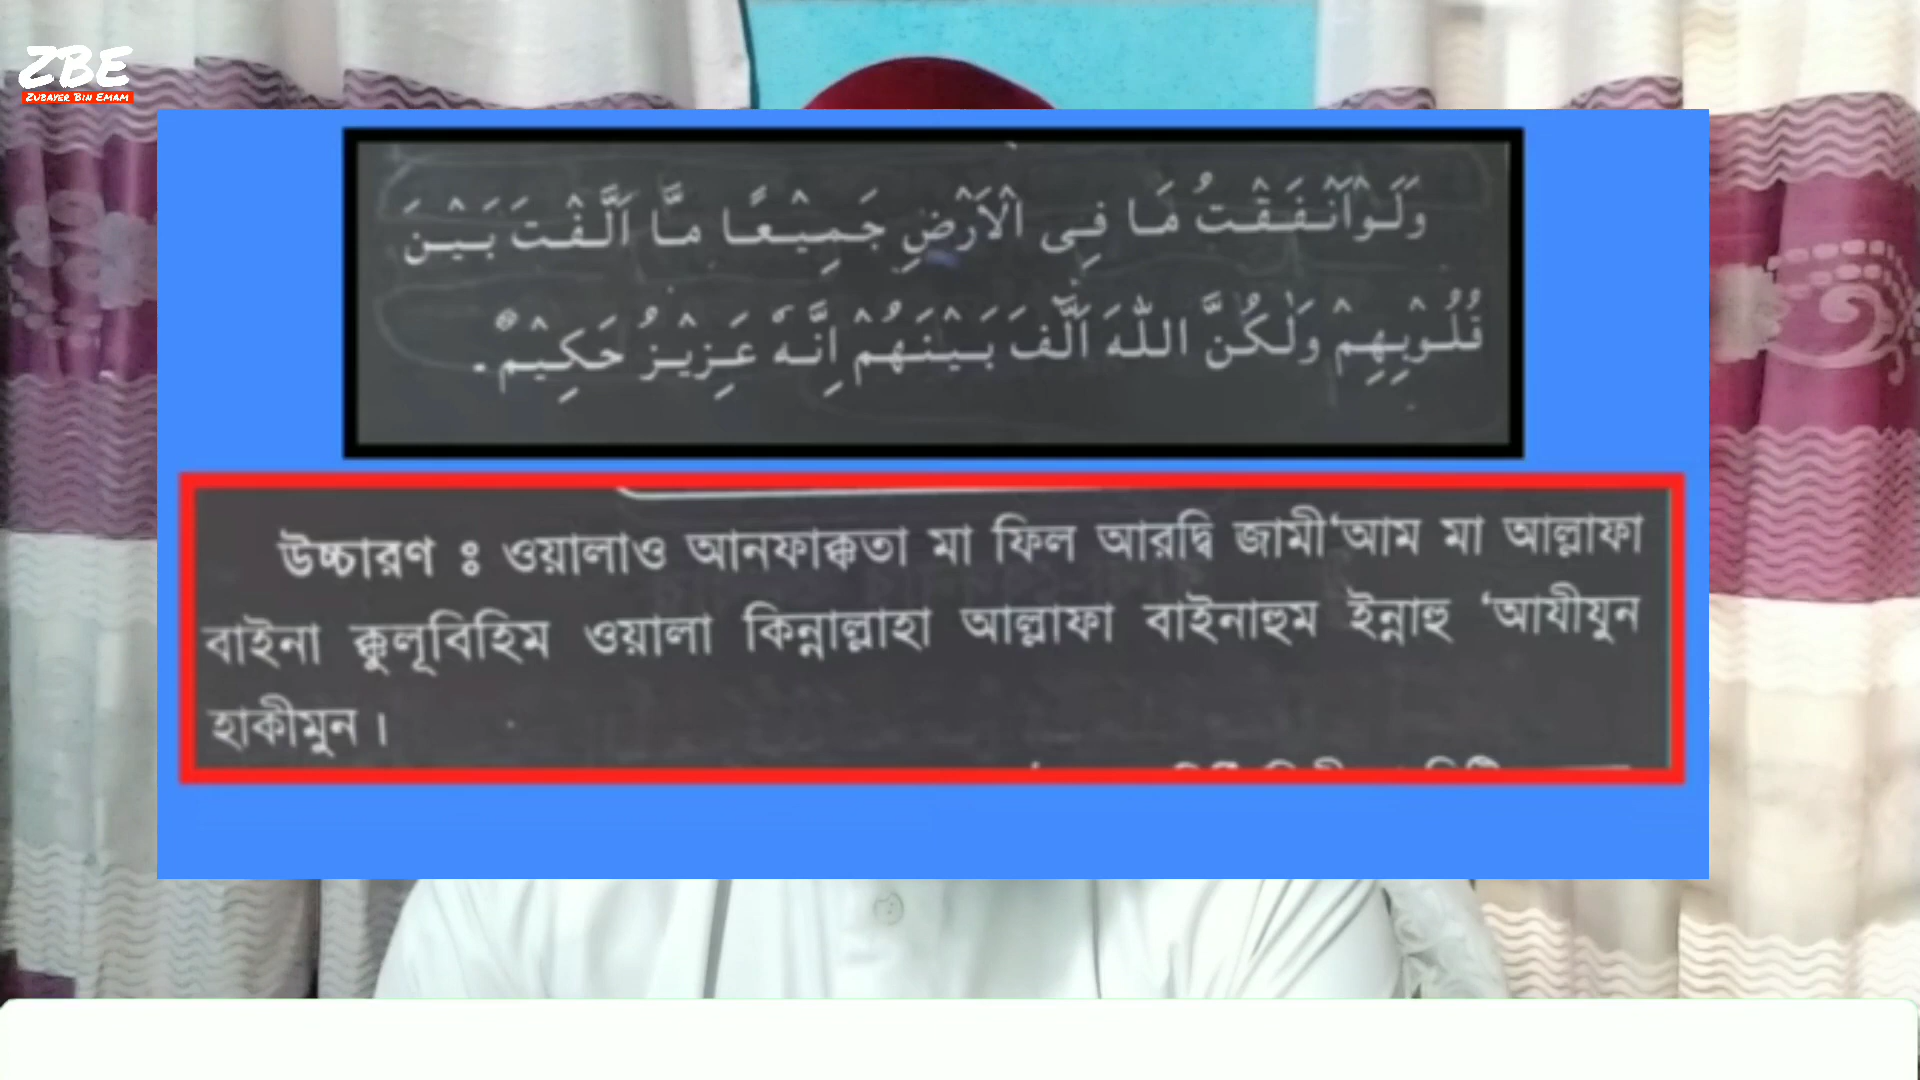 ZBE
ZUBAYER BIN EMAM
وَلَوْاَنْفَقْتُ مَا فِى الْاَرْضِ جَمِيْعًا مَّا اَلَّفْتَ بَيْنَ
قُلُوْبِهِمْ وَلٰكُنَّ اللّٰهَ اَلَّفَ بَيْنَهُمْ اِنَّهٗ عَزِيْزُ حَكِيْمٌ۔
উচ্চারণ ঃ ওয়ালাও আনফাক্কতা মা ফিল আরদ্বি জামী‘আম মা আল্লাফা
বাইনা ক্কুলূবিহিম ওয়ালা কিন্নাল্লাহা আল্লাফা বাইনাহুম ইন্নাহু ‘আযীযুন
হাকীমুন।